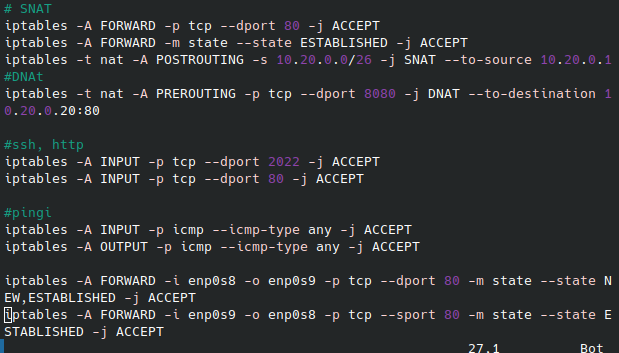 # SNAT
iptables -A FORWARD -p tcp --dport 80 -j ACCEPT
iptables -A FORWARD -m state --state ESTABLISHED -j ACCEPT
iptables -t nat -A POSTROUTING -s 10.20.0.0/26 -j SNAT --to-source 10.20.0.1
#DNAt
iptables -t nat -A PREROUTING -p tcp --dport 8080 -j DNAT --to-destination 1
0.20.0.20:80
#ssh, http
iptables -A INPUT -p tcp --dport 2022 -j ACCEPT
iptables -A INPUT -p tcp --dport 80 -j ACCEPT
#pingi
iptables -A INPUT -p icmp --icmp-type any -j ACCEPT
iptables -A OUTPUT -p icmp --icmp-type any -j ACCEPT
iptables -A FORWARD -i enp0s8 -o enp0s9 -p tcp --dport 80 -m state --state N
EW,ESTABLISHED -j ACCEPT
iptables -A FORWARD -i enp0s9 -o enp0s8 -p tcp --sport 80 -m state --state E
STABLISHED -j ACCEPT
27,1 Bot